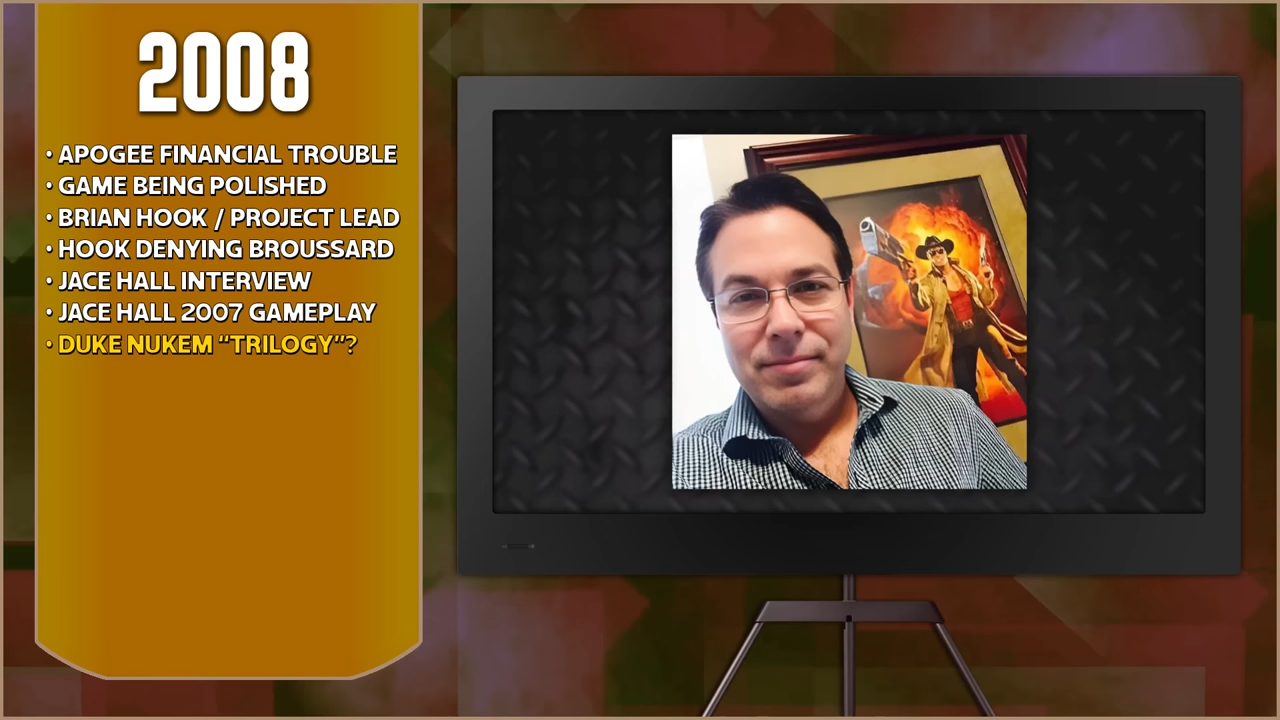 2008
• APOGEE FINANCIAL TROUBLE
• GAME BEING POLISHED
• BRIAN HOOK / PROJECT LEAD
• HOOK DENYING BROUSSARD
• JACE HALL INTERVIEW
• JACE HALL 2007 GAMEPLAY
• DUKE NUKEM "TRILOGY"?